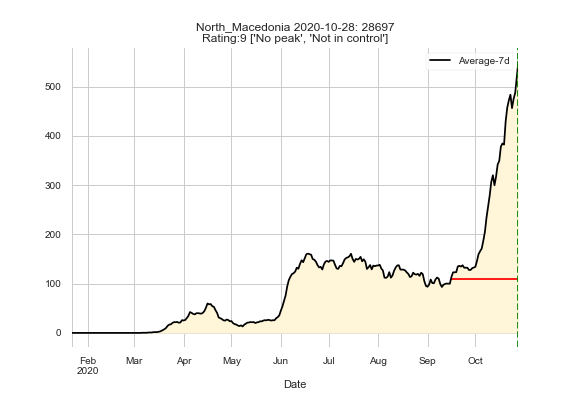 North_Macedonia 2020-10-28: 28697
Rating:9 ['No peak', 'Not in control']
Average-7d
500
400
300
200
100
0
Feb Mar Apr May Jun Jul Aug Sep Oct
2020
Date